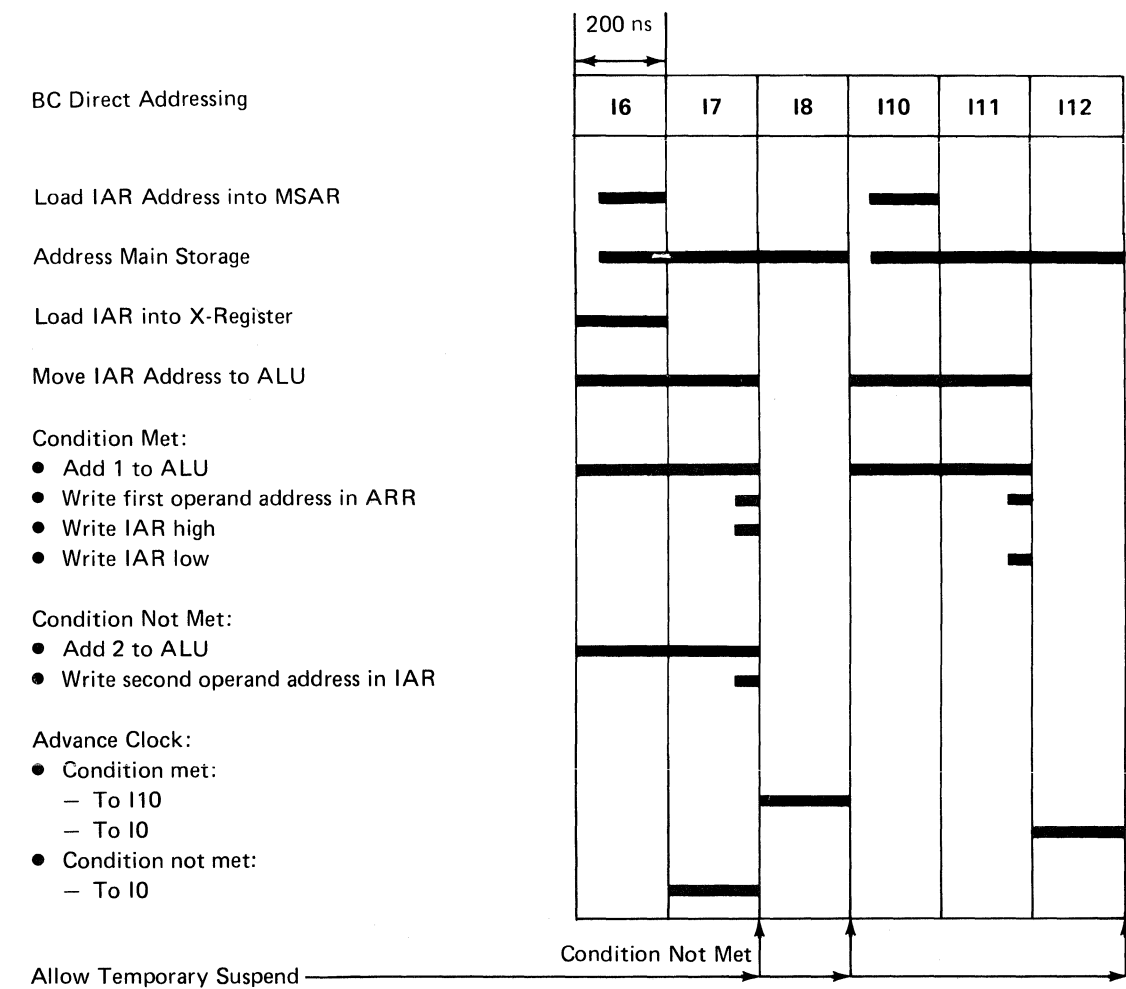 200 ns
BC Direct Addressing
I6 I7 I8 I10 I11 I12
Load IAR Address into MSAR
Address Main Storage
Load IAR into X-Register
Move IAR Address to ALU
Condition Met:
● Add 1 to ALU
● Write first operand address in ARR
● Write IAR high
● Write IAR low
Condition Not Met:
● Add 2 to ALU
● Write second operand address in IAR
Advance Clock:
● Condition met:
– To I10
– To I0
● Condition not met:
– To I0
Condition Not Met
Allow Temporary Suspend